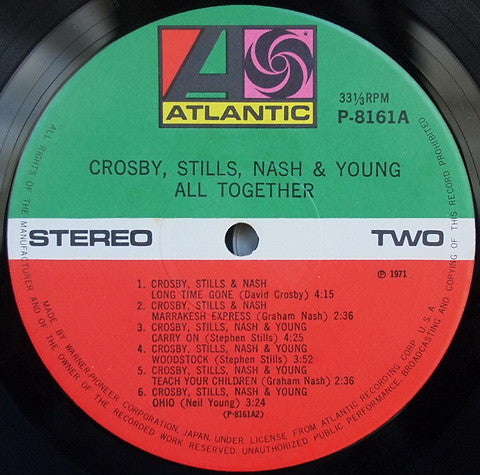 ATLANTIC
33⅓RPM
P-8161A
CROSBY, STILLS, NASH & YOUNG
ALL TOGETHER
STEREO
TWO
℗ 1971
1. CROSBY, STILLS & NASH
LONG TIME GONE (David Crosby) 4:15
2. CROSBY, STILLS & NASH
MARRAKESH EXPRESS (Graham Nash) 2:36
3. CROSBY, STILLS, NASH & YOUNG
CARRY ON (Stephen Stills) 4:25
4. CROSBY, STILLS, NASH & YOUNG
WOODSTOCK (Stephen Stills) 3:52
5. CROSBY, STILLS, NASH & YOUNG
TEACH YOUR CHILDREN (Graham Nash) 2:36
6. CROSBY, STILLS, NASH & YOUNG
OHIO (Neil Young) 3:24
(P-8161A2)
MADE BY WARNER-PIONEER CORPORATION, JAPAN, UNDER LICENSE FROM ATLANTIC RECORDING CORP. U.S.A.
ALL RIGHTS OF THE MANUFACTURER AND OF THE OWNER OF THE RECORDED WORK RESERVED. UNAUTHORIZED PUBLIC PERFORMANCE, BROADCASTING AND COPYING OF THIS RECORD PROHIBITED